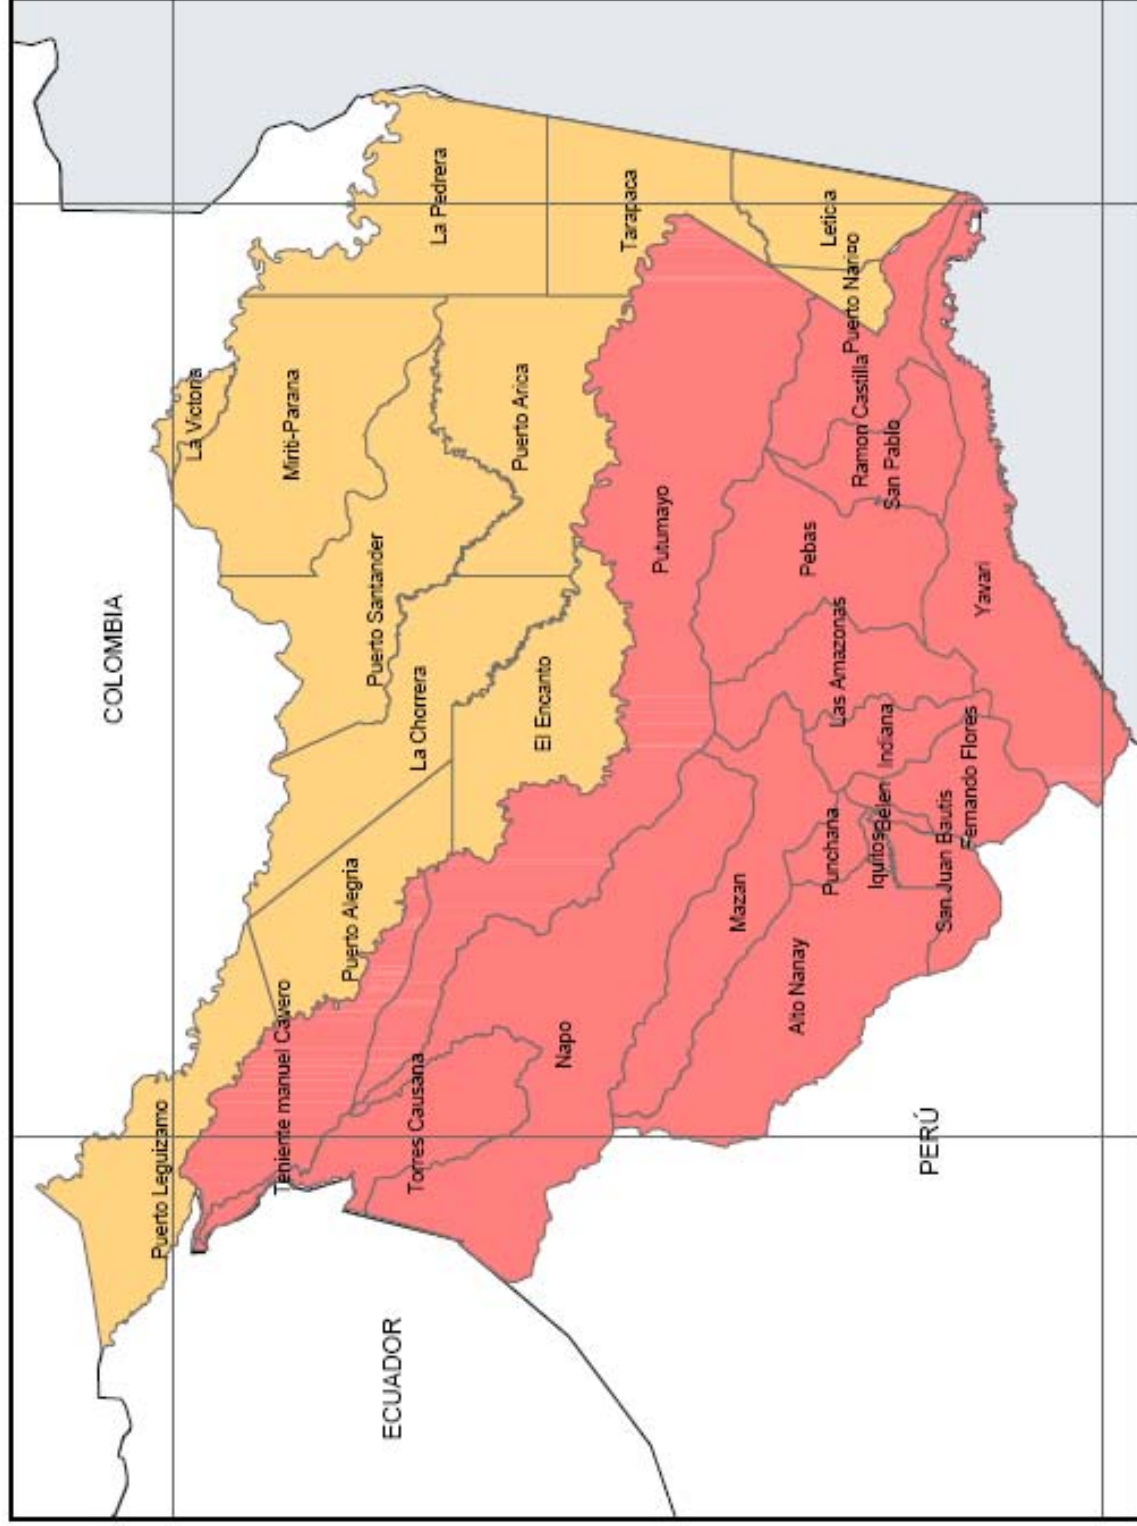 COLOMBIA
ECUADOR
PERÚ
Puerto Leguizamo
Teniente manuel Cavero
Puerto Alegria
La Chorrera
Puerto Santander
El Encanto
Miriti-Parana
La Victoria
Puerto Arica
La Pedrera
Tarapaca
Leticia
Puerto Nariño
Torres Causana
Napo
Mazan
Alto Nanay
Punchana
Iquitos
Belen
Indiana
San Juan Bautis
Fernando Flores
Las Amazonas
Putumayo
Pebas
Yavari
San Pablo
Ramon Castilla